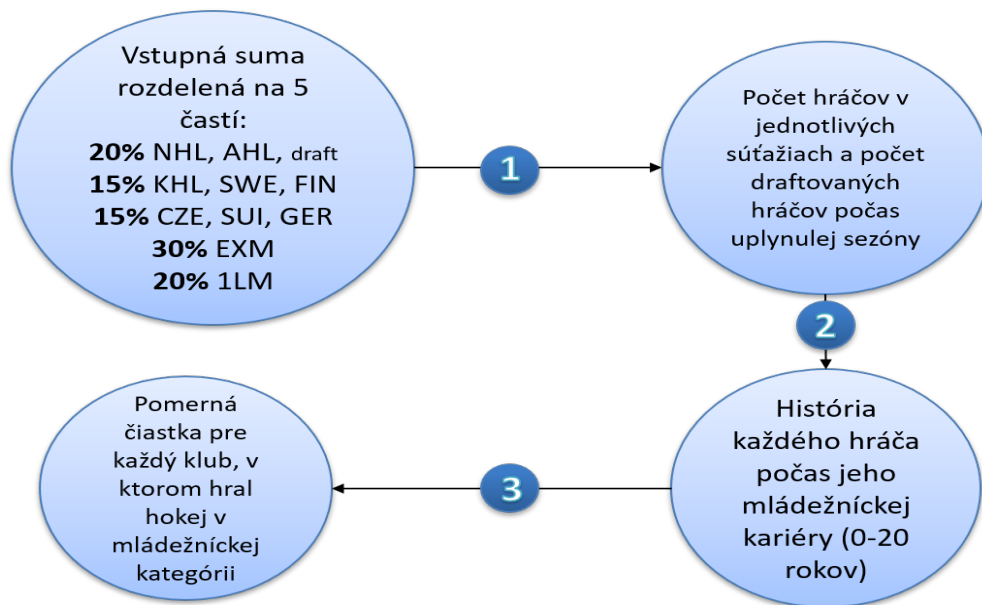 Vstupná suma
rozdelená na 5
častí:
20% NHL, AHL, draft
15% KHL, SWE, FIN
15% CZE, SUI, GER
30% EXM
20% 1LM
1
Počet hráčov v
jednotlivých
súťažiach a počet
draftovaných
hráčov počas
uplynulej sezóny
2
História
každého hráča
počas jeho
mládežníckej
kariéry (0-20
rokov)
3
Pomerná
čiastka pre
každý klub, v
ktorom hral
hokej v
mládežníckej
kategórii